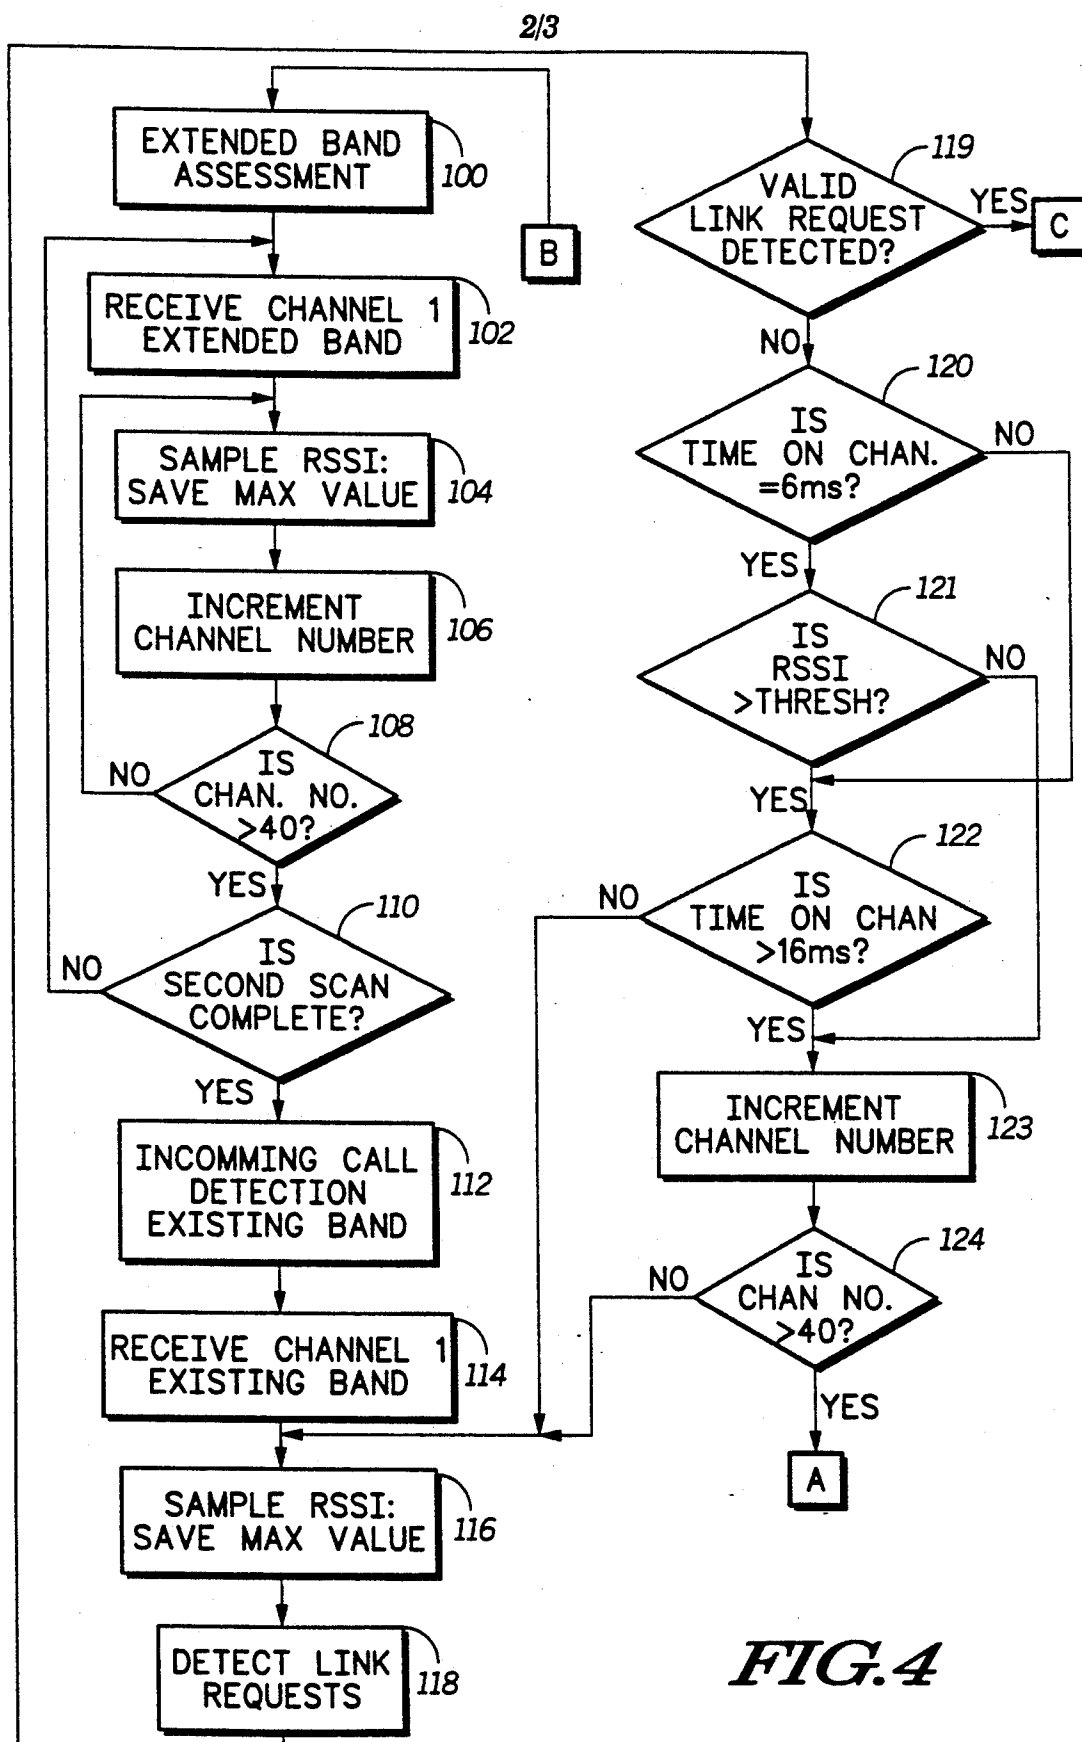 2/3
EXTENDED BAND
ASSESSMENT
100
B
RECEIVE CHANNEL 1
EXTENDED BAND
102
SAMPLE RSSI:
SAVE MAX VALUE
104
INCREMENT
CHANNEL NUMBER
106
IS
CHAN. NO.
>40?
108
NO
YES
IS
SECOND SCAN
COMPLETE?
110
NO
YES
INCOMMING CALL
DETECTION
EXISTING BAND
112
RECEIVE CHANNEL 1
EXISTING BAND
114
SAMPLE RSSI:
SAVE MAX VALUE
116
DETECT LINK
REQUESTS
118
VALID
LINK REQUEST
DETECTED?
119
YES
C
NO
IS
TIME ON CHAN.
=6ms?
120
NO
YES
IS
RSSI
>THRESH?
121
NO
YES
IS
TIME ON CHAN
>16ms?
122
NO
YES
INCREMENT
CHANNEL NUMBER
123
IS
CHAN NO.
>40?
124
NO
YES
A
FIG.4